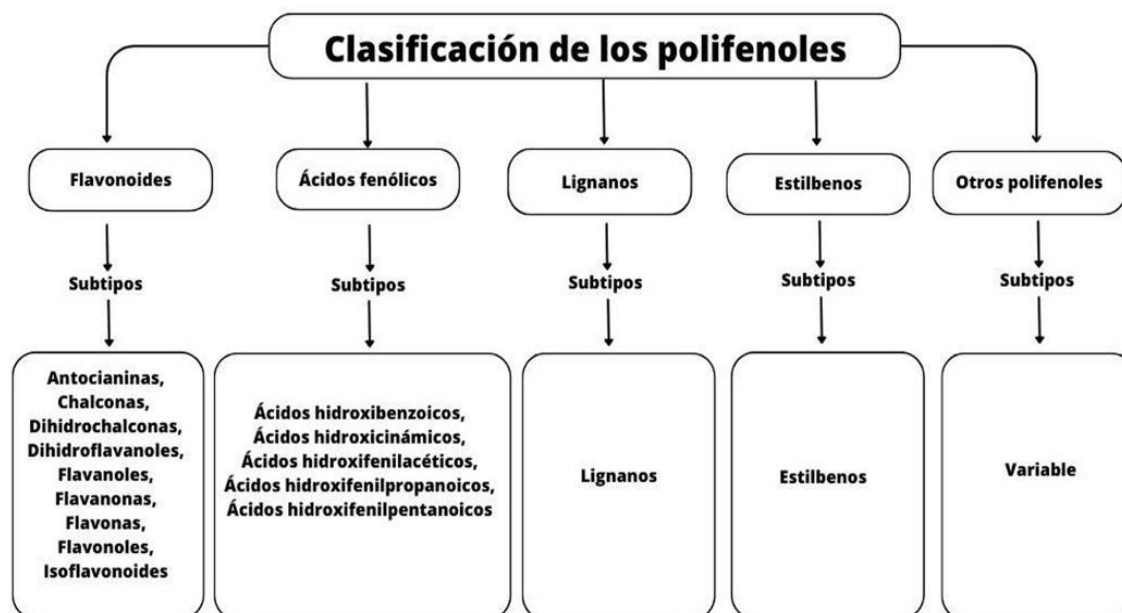 Clasificación de los polifenoles
Flavonoides
Ácidos fenólicos
Lignanos
Estilbenos
Otros polifenoles
Subtipos
Subtipos
Subtipos
Subtipos
Subtipos
Antocianinas,
Chalconas,
Dihidrochalconas,
Dihidroflavanoles,
Flavanoles,
Flavanonas,
Flavonas,
Flavonoles,
Isoflavonoides
Ácidos hidroxibenzoicos,
Ácidos hidroxicinámicos,
Ácidos hidroxifenilacéticos,
Ácidos hidroxifenilpropanoicos,
Ácidos hidroxifenilpentanoicos
Lignanos
Estilbenos
Variable